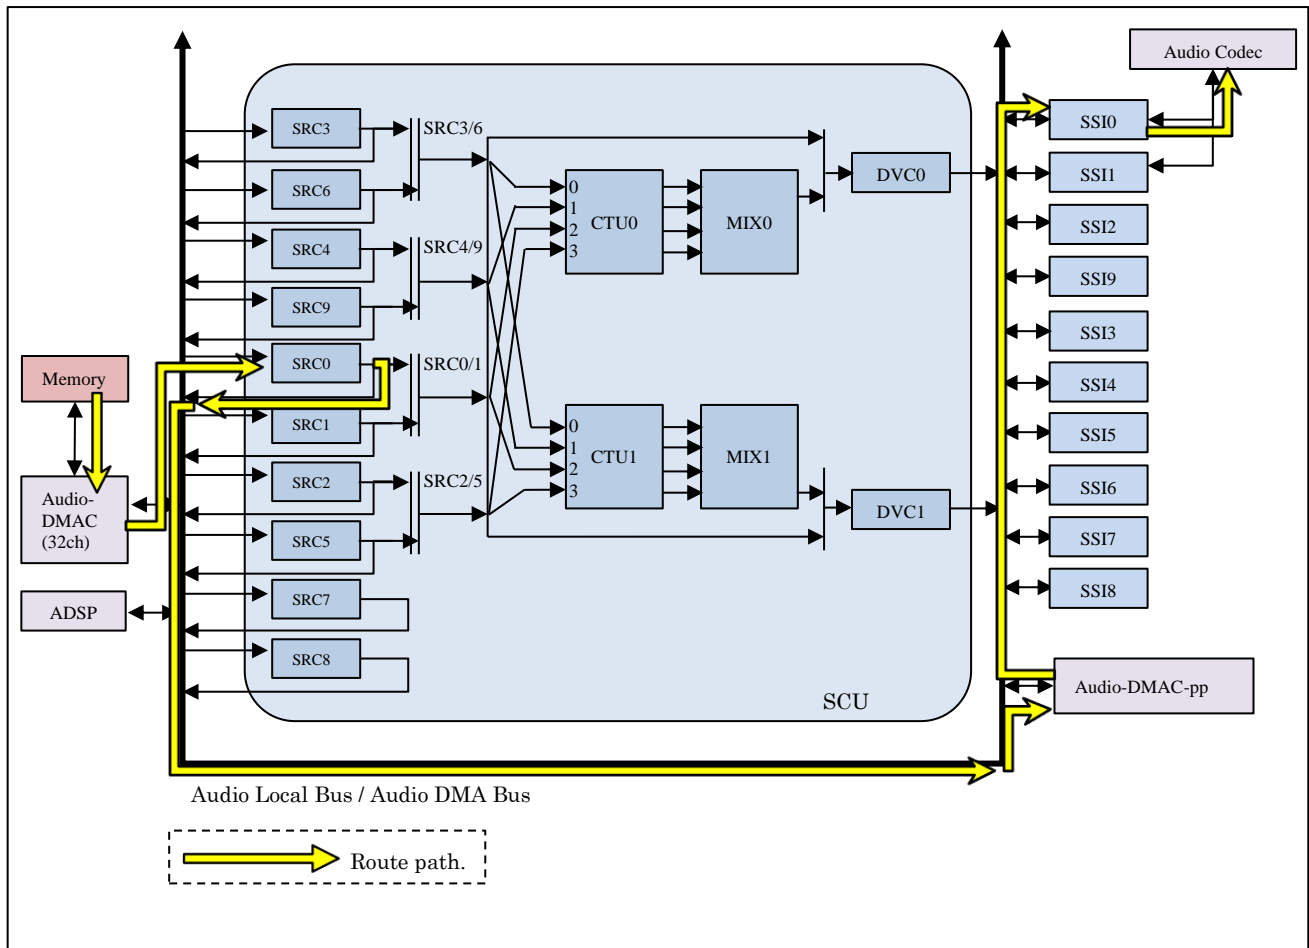 Audio Codec
SRC3
SRC3/6
SSI0
SRC6
DVC0
SSI1
0
1
2
3
CTU0
MIX0
SSI2
SRC4
SRC4/9
SSI9
SRC9
SSI3
Memory
SRC0
SRC0/1
SSI4
SRC1
0
1
2
3
CTU1
MIX1
SSI5
Audio-
DMAC
(32ch)
SRC2
SRC2/5
SSI6
DVC1
SRC5
SSI7
ADSP
SRC7
SSI8
SRC8
SCU
Audio-DMAC-pp
Audio Local Bus / Audio DMA Bus
Route path.